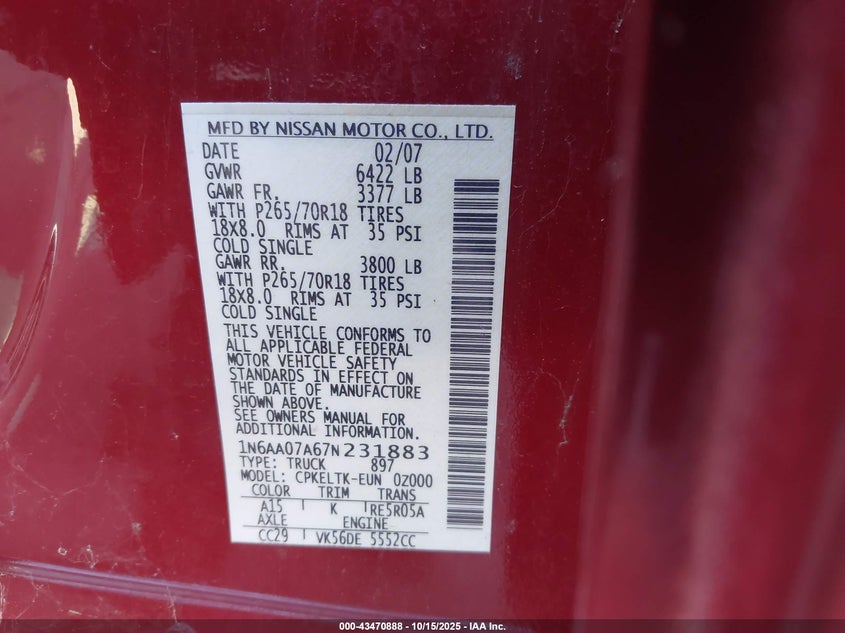 MFD BY NISSAN MOTOR CO., LTD.
DATE 02/07
GVWR 6422 LB
GAWR FR. 3377 LB
WITH P265/70R18 TIRES
18X8.0 RIMS AT 35 PSI
COLD SINGLE
GAWR RR. 3800 LB
WITH P265/70R18 TIRES
18X8.0 RIMS AT 35 PSI
COLD SINGLE
THIS VEHICLE CONFORMS TO
ALL APPLICABLE FEDERAL
MOTOR VEHICLE SAFETY
STANDARDS IN EFFECT ON
THE DATE OF MANUFACTURE
SHOWN ABOVE.
SEE OWNERS MANUAL FOR
ADDITIONAL INFORMATION.
1N6AA07A67N231883
TYPE: TRUCK 897
MODEL: CPKELTK-EUN 0Z000
COLOR TRIM TRANS
A15 K RE5R05A
AXLE ENGINE
CC29 VK56DE 5552CC
000-43470888 - 10/15/2025 - IAA Inc.